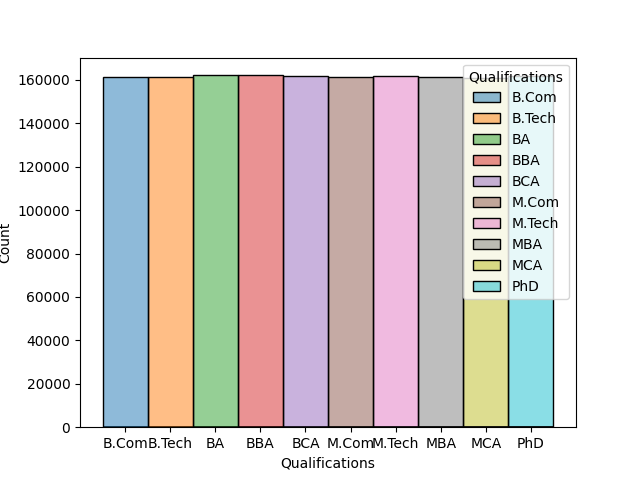 Qualifications
B.Com
B.Tech
BA
BBA
BCA
M.Com
M.Tech
MBA
MCA
PhD
160000
140000
120000
100000
80000
60000
40000
20000
0
Count
B.Com B.Tech BA BBA BCA M.Com M.Tech MBA MCA PhD
Qualifications